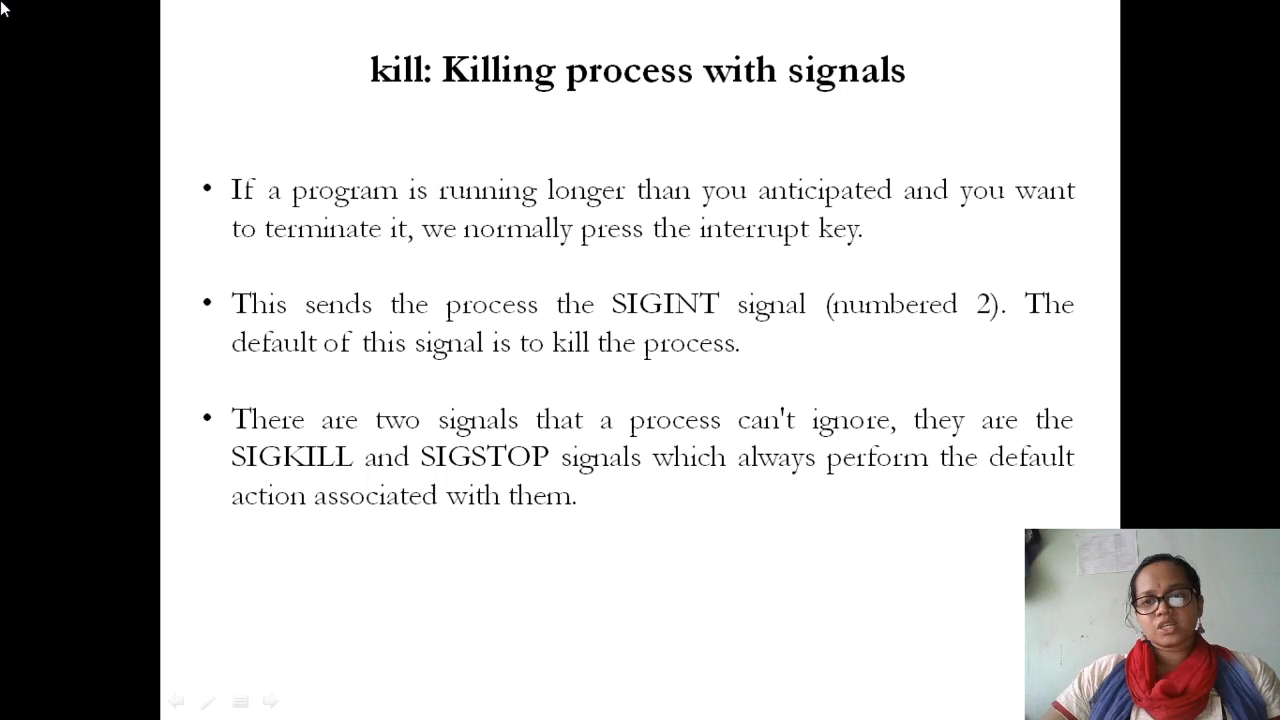 kill: Killing process with signals
• If a program is running longer than you anticipated and you want
to terminate it, we normally press the interrupt key.
• This sends the process the SIGINT signal (numbered 2). The
default of this signal is to kill the process.
• There are two signals that a process can't ignore, they are the
SIGKILL and SIGSTOP signals which always perform the default
action associated with them.